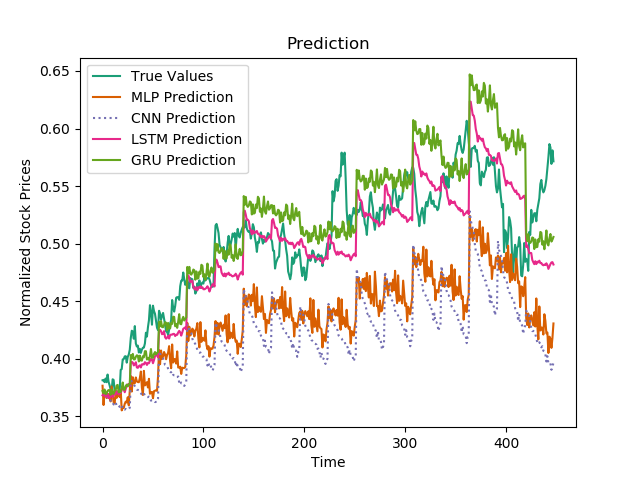 Prediction
True Values
MLP Prediction
CNN Prediction
LSTM Prediction
GRU Prediction
Normalized Stock Prices
0.65
0.60
0.55
0.50
0.45
0.40
0.35
0 100 200 300 400
Time